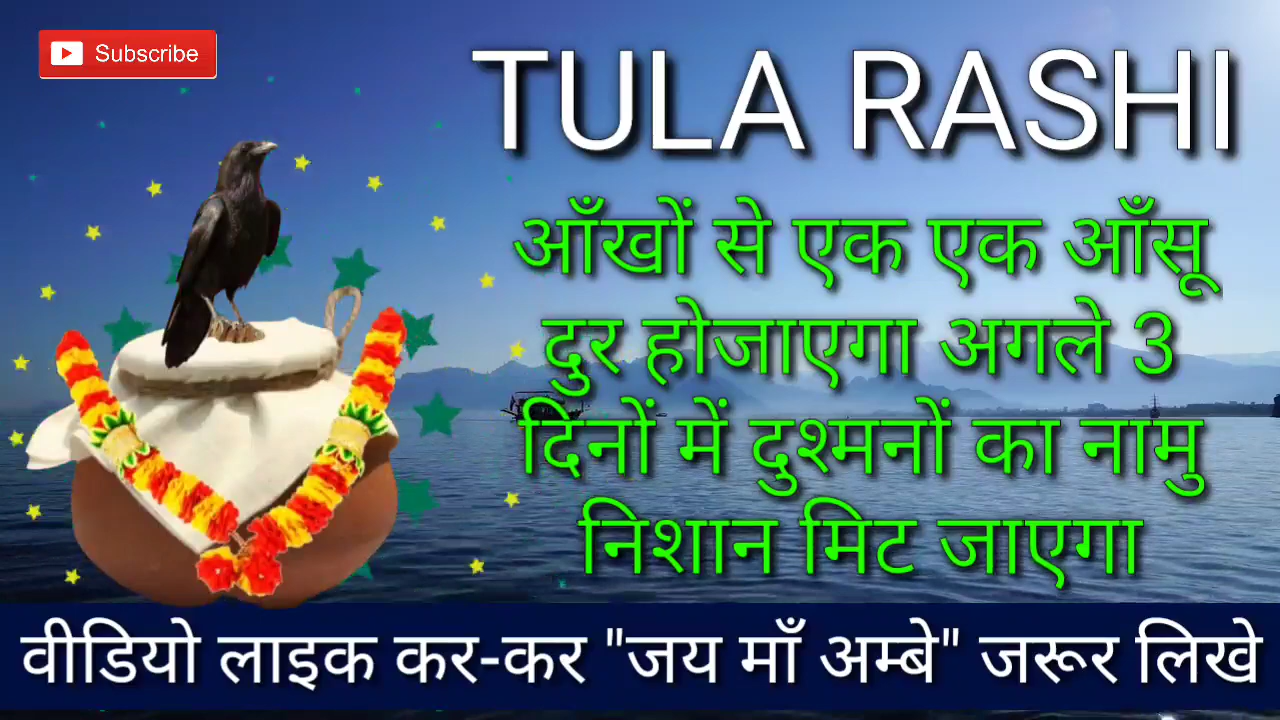 Subscribe
TULA RASHI
आँखों से एक एक आँसू
दुर होजाएगा अगले 3
दिनों में दुश्मनों का नामु
निशान मिट जाएगा
वीडियो लाइक कर-कर "जय माँ अम्बे" जरूर लिखे